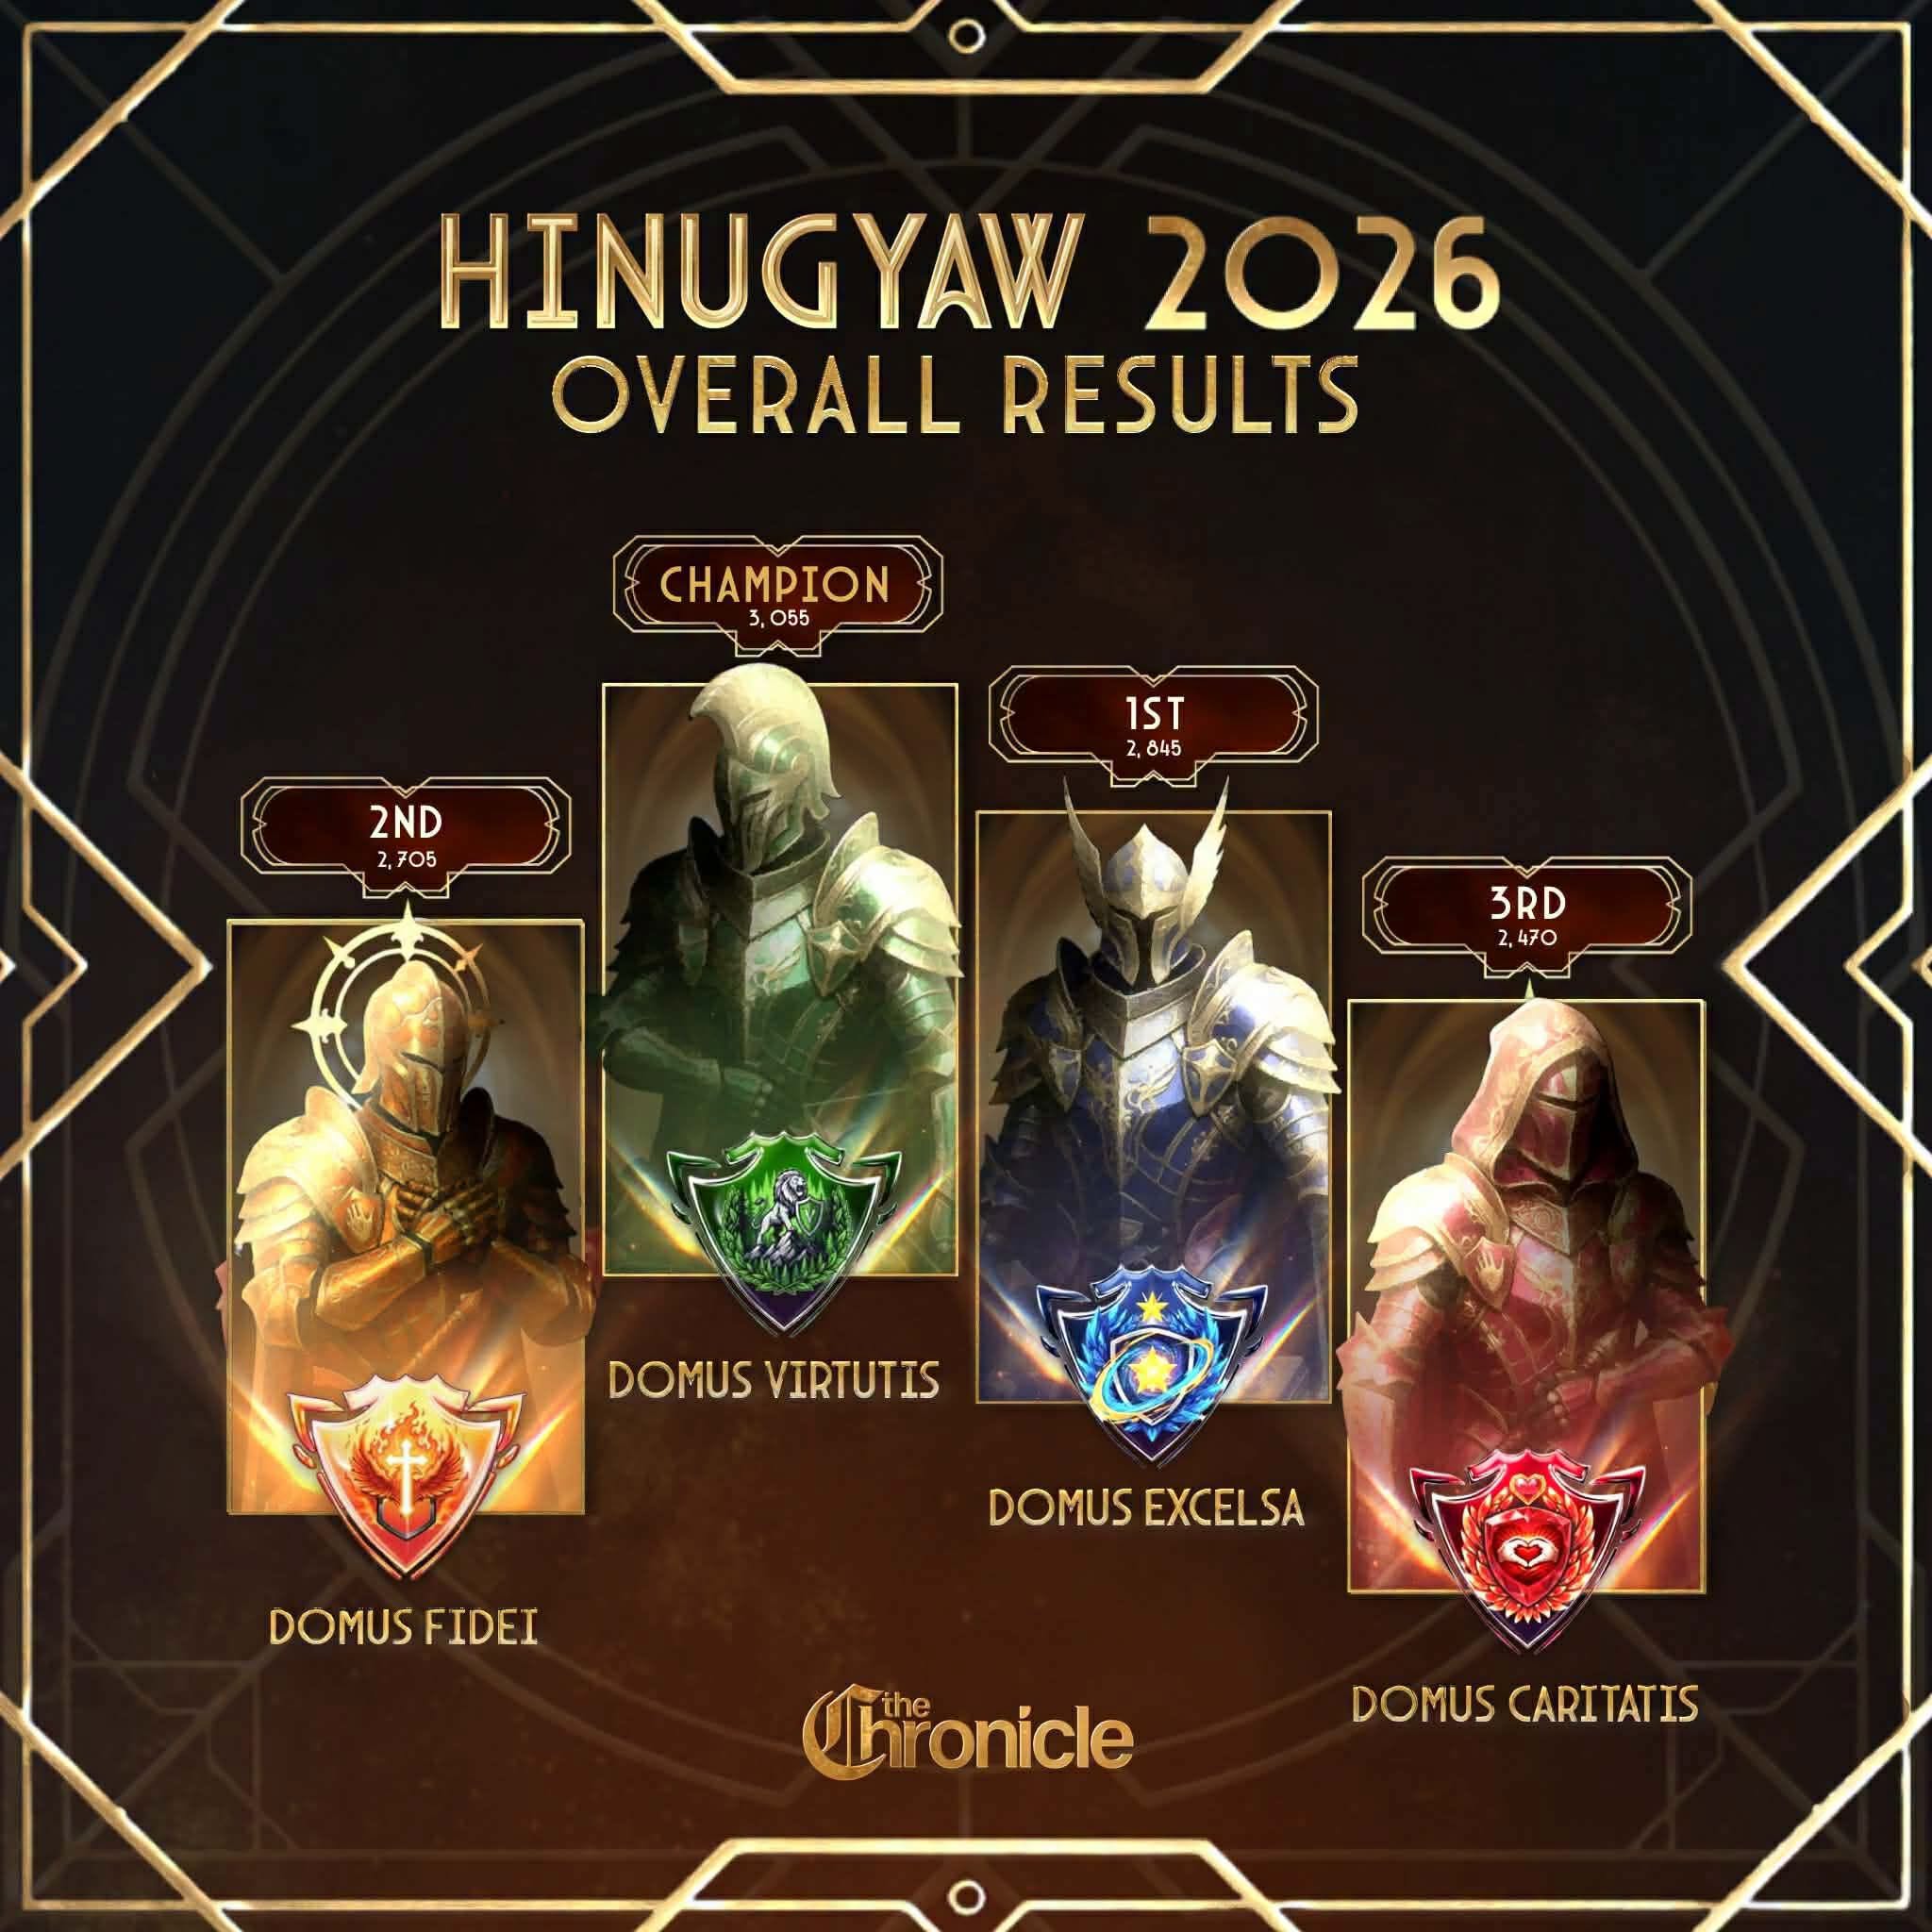 HINUGYAW 2026
OVERALL RESULTS
CHAMPION
3, 055
DOMUS VIRTUTIS
1ST
2, 845
DOMUS EXCELSA
2ND
2, 705
DOMUS FIDEI
3RD
2, 470
DOMUS CARITATIS
the
Chronicle